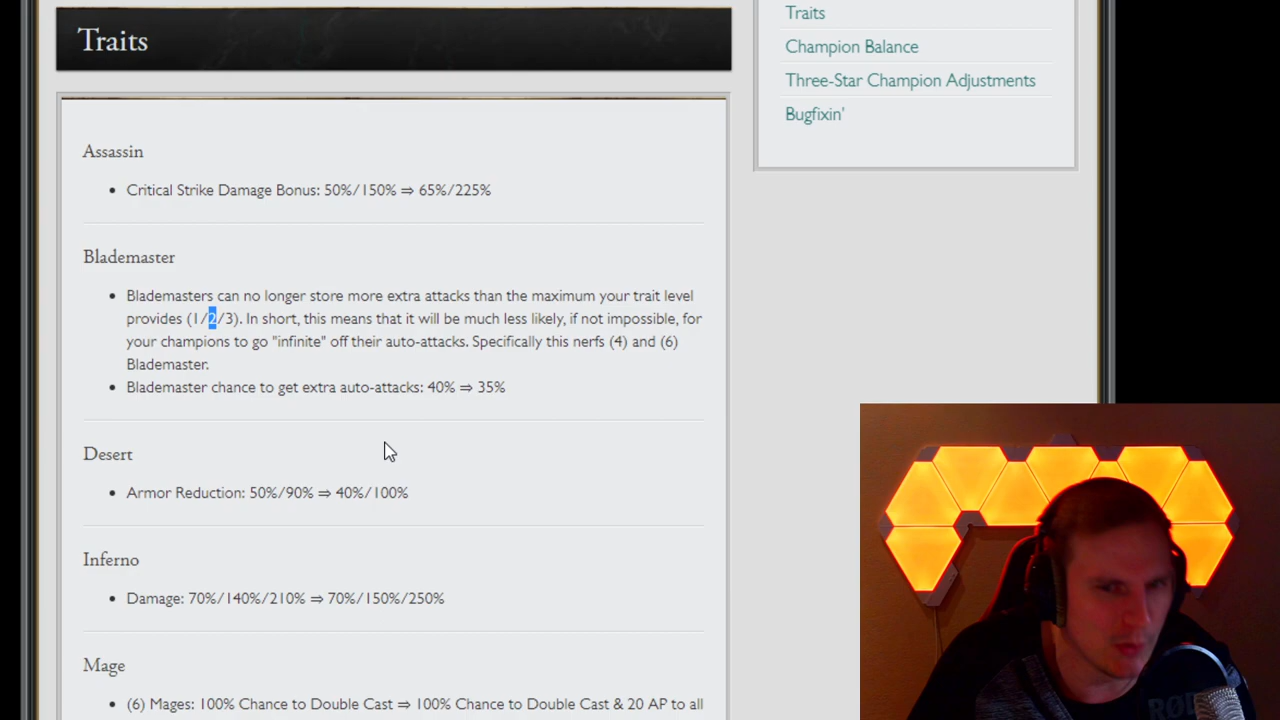 Traits
Traits
Champion Balance
Three-Star Champion Adjustments
Bugfixin'
Assassin
• Critical Strike Damage Bonus: 50%/150% ⇒ 65%/225%
Blademaster
• Blademasters can no longer store more extra attacks than the maximum your trait level
provides (1/2/3). In short, this means that it will be much less likely, if not impossible, for
your champions to go "infinite" off their auto-attacks. Specifically this nerfs (4) and (6)
Blademaster.
• Blademaster chance to get extra auto-attacks: 40% ⇒ 35%
Desert
• Armor Reduction: 50%/90% ⇒ 40%/100%
Inferno
• Damage: 70%/140%/210% ⇒ 70%/150%/250%
Mage
• (6) Mages: 100% Chance to Double Cast ⇒ 100% Chance to Double Cast & 20 AP to all
RØD